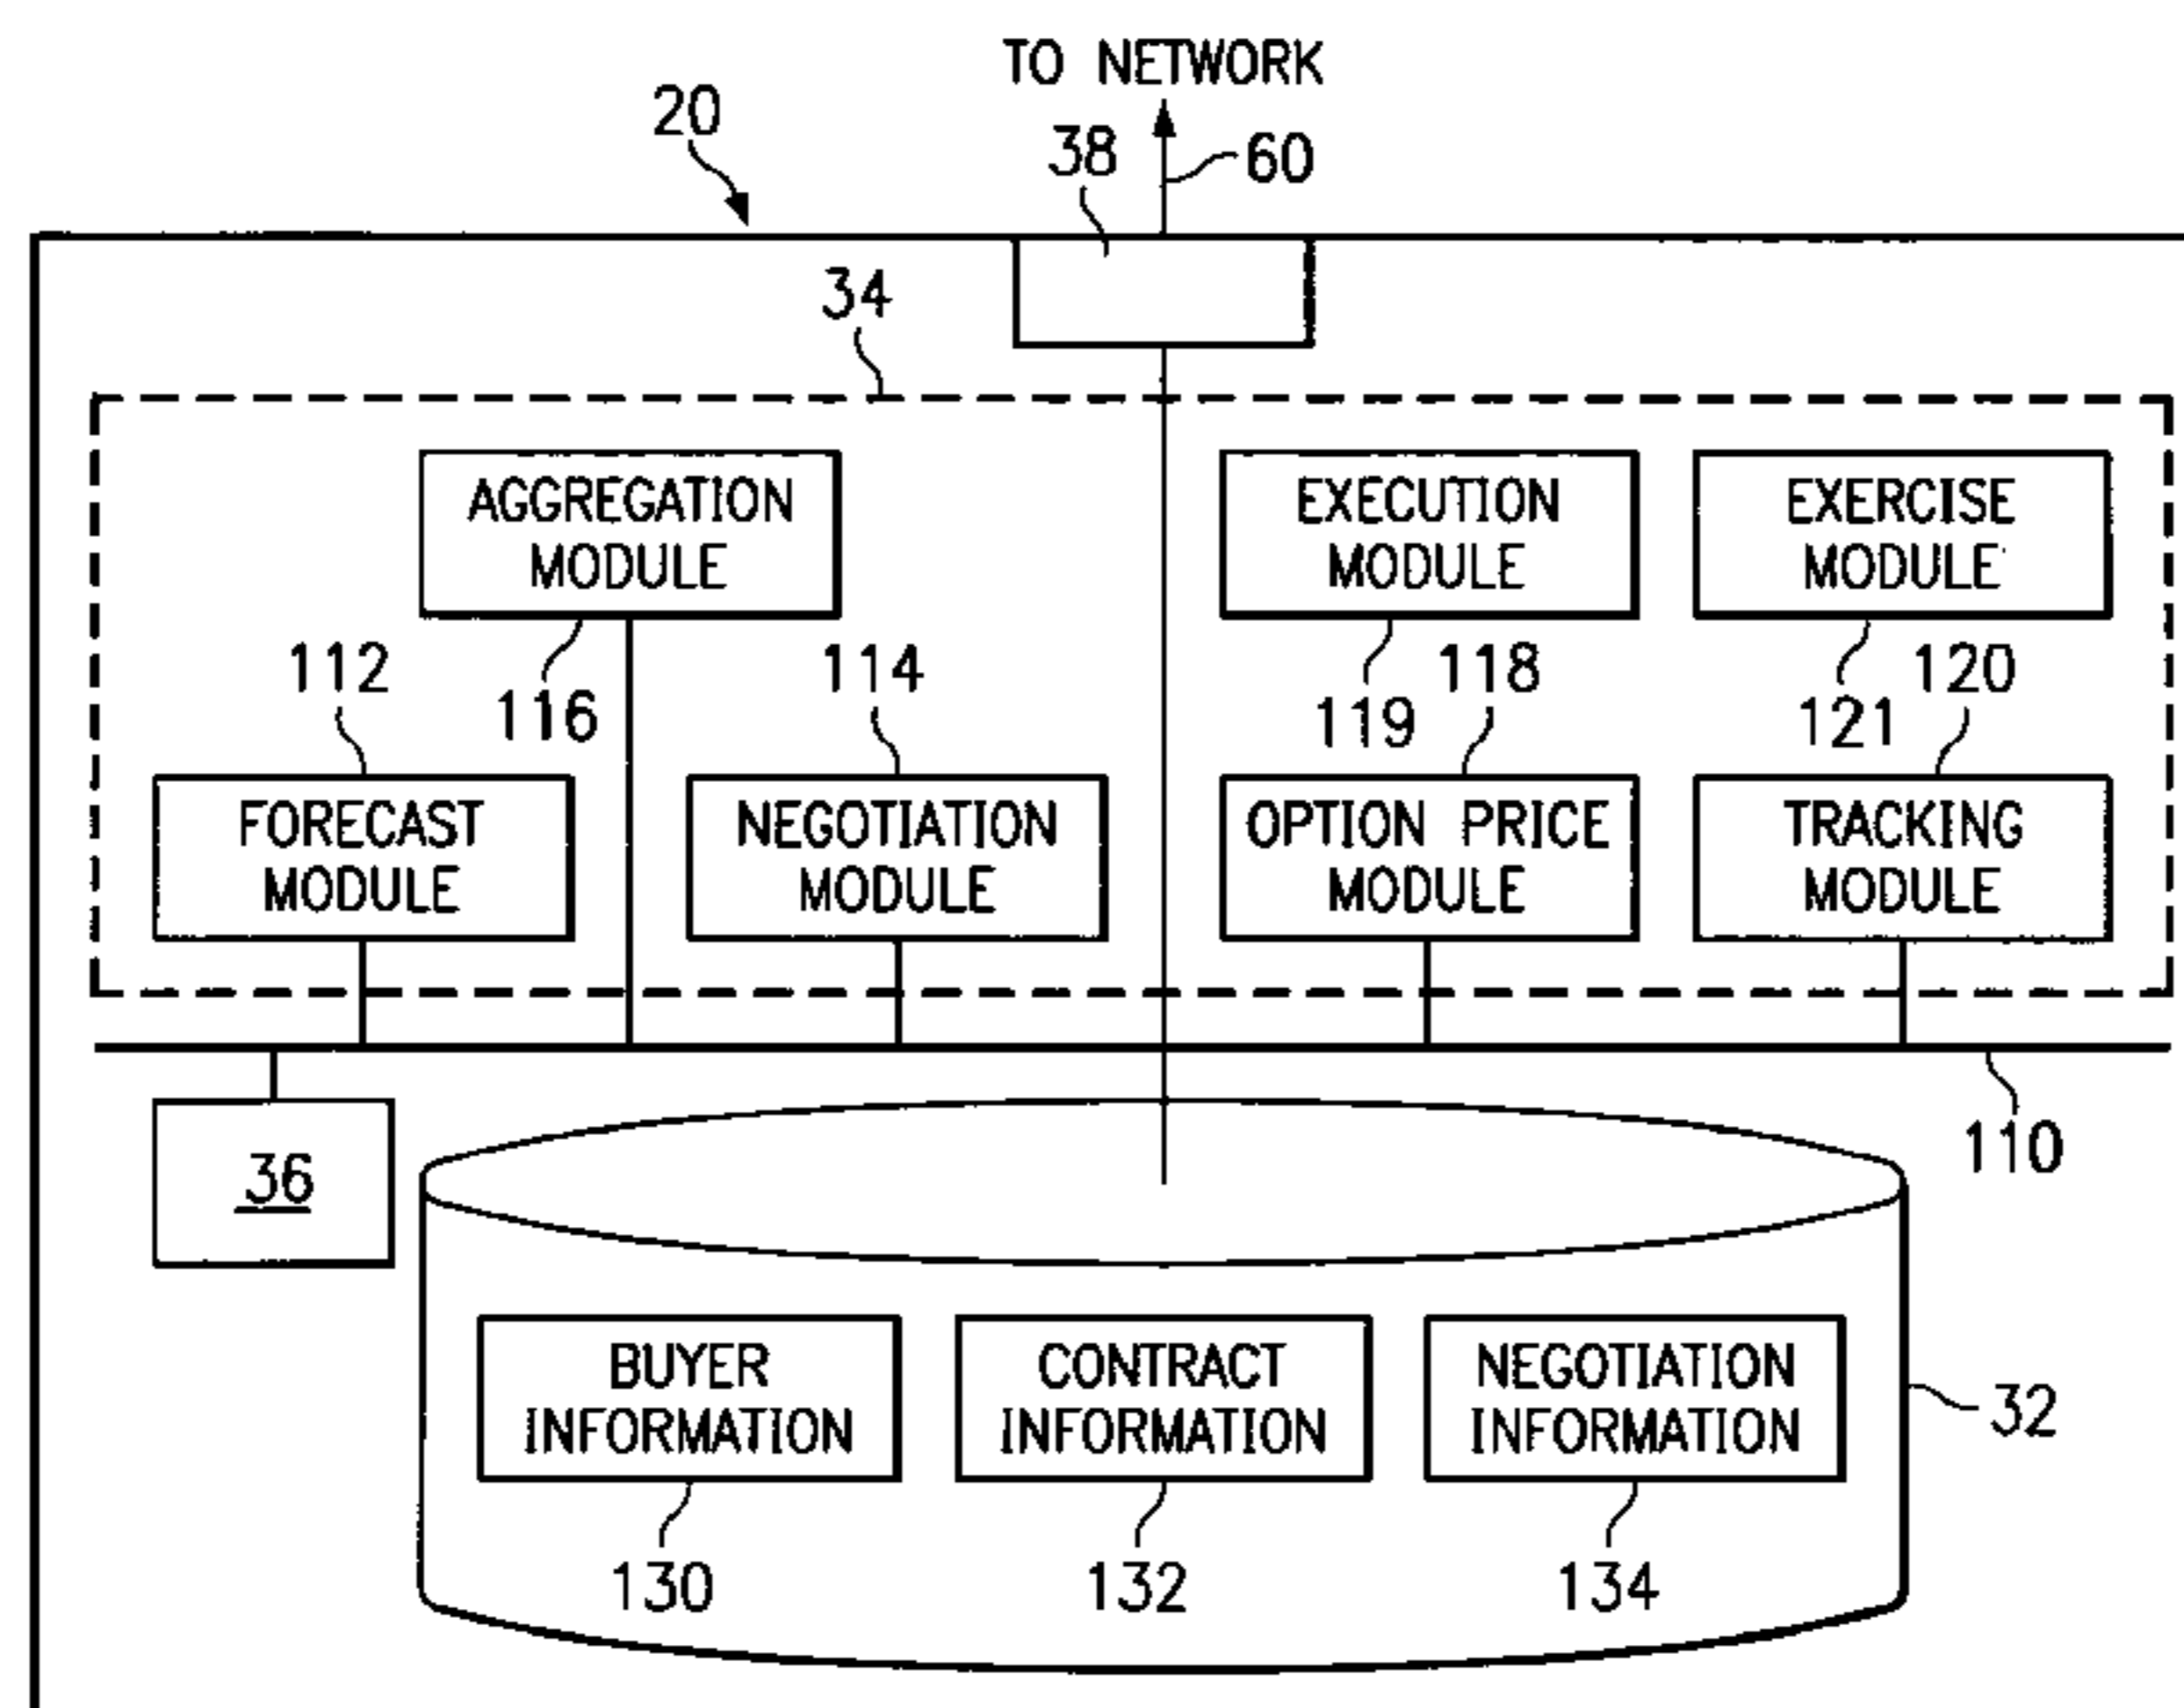 TO NETWORK
20
38
60
34
AGGREGATION
MODULE
EXECUTION
MODULE
EXERCISE
MODULE
112
116
114
119
118
121
120
FORECAST
MODULE
NEGOTIATION
MODULE
OPTION PRICE
MODULE
TRACKING
MODULE
110
36
BUYER
INFORMATION
CONTRACT
INFORMATION
NEGOTIATION
INFORMATION
32
130
132
134